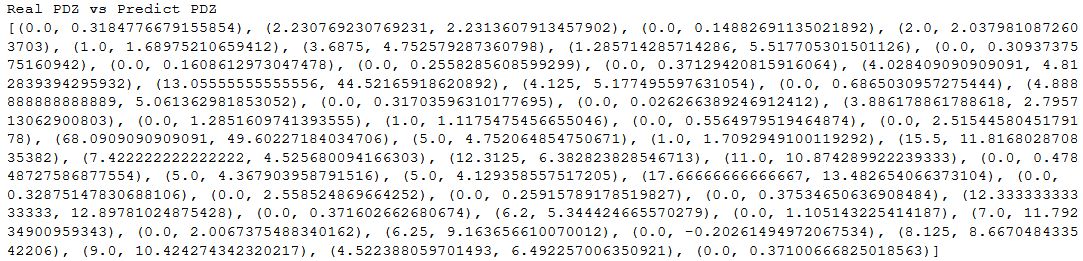 Real PDZ vs Predict PDZ
[(0.0, 0.3184776679155854), (2.230769230769231, 2.2313607913457902), (0.0, 0.14882691135021892), (2.0, 2.037981087260
3703), (1.0, 1.68975210659412), (3.6875, 4.752579287360798), (1.285714285714286, 5.517705301501126), (0.0, 0.30937375
75160942), (0.0, 0.1608612973047478), (0.0, 0.2558285608599299), (0.0, 0.37129420815916064), (4.028409090909091, 4.81
2839394295932), (13.05555555555556, 44.52165918620892), (4.125, 5.177495597631054), (0.0, 0.6865030957275444), (4.888
888888888889, 5.061362981853052), (0.0, 0.31703596310177695), (0.0, 0.026266389246912412), (3.886178861788618, 2.7957
13062900803), (0.0, 1.2851609741393555), (1.0, 1.1175475456655046), (0.0, 0.5564979519464874), (0.0, 2.51544580451791
78), (68.0909090909091, 49.60227184034706), (5.0, 4.752064854750671), (1.0, 1.7092949100119292), (15.5, 11.8168028708
35382), (7.422222222222222, 4.525680094166303), (12.3125, 6.382823828546713), (11.0, 10.874289922239333), (0.0, 0.478
48727586877554), (5.0, 4.367903958791516), (5.0, 4.129358557517205), (17.66666666666667, 13.482654066373104), (0.0, 
0.32875147830688106), (0.0, 2.558524869664252), (0.0, 0.25915789178519827), (0.0, 0.37534650636908484), (12.333333333
33333, 12.89781024875428), (0.0, 0.371602662680674), (6.2, 5.344424665570279), (0.0, 1.105143225414187), (7.0, 11.792
34900959343), (0.0, 2.0067375488340162), (6.25, 9.163656610070012), (0.0, -0.20261494972067534), (8.125, 8.6670484335
42206), (9.0, 10.424274342320217), (4.522388059701493, 6.492257006350921), (0.0, 0.37100666825018563)]